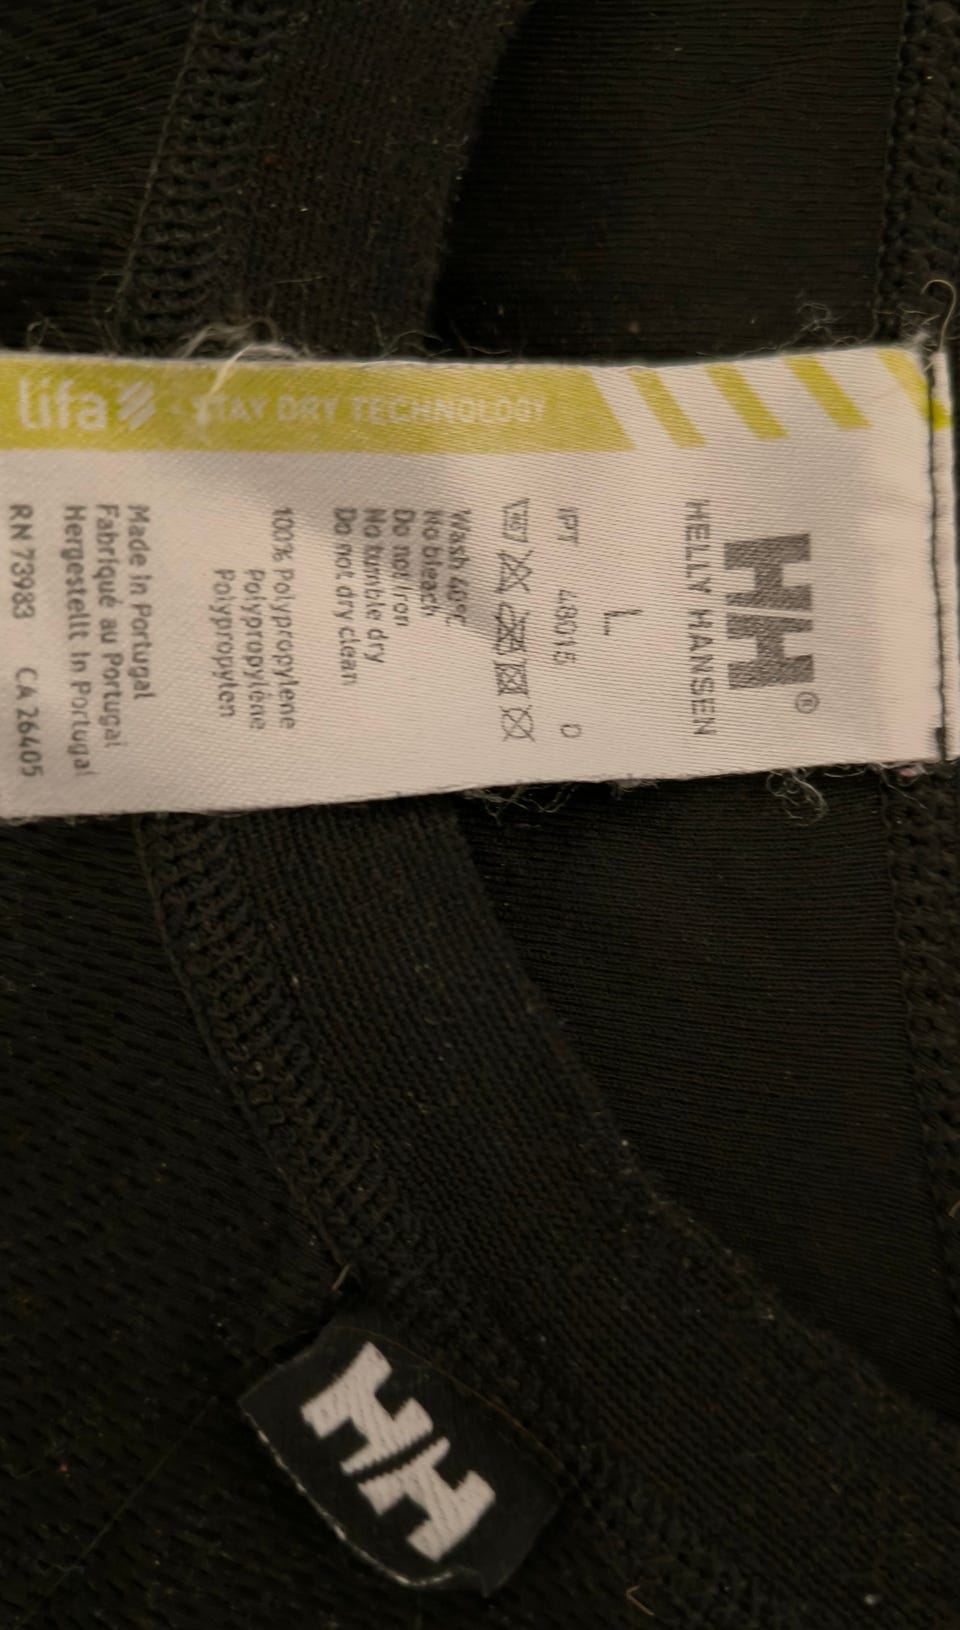 HH®
HELLY HANSEN
L
IPT 48015 D
40
Wash 40°C
No bleach
Do not iron
No tumble dry
Do not dry clean
100% Polypropylene
Polypropylène
Polypropylen
Made in Portugal
Fabriqué au Portugal
Hergestellt in Portugal
RN 73983 CA 26405
lifa STAY DRY TECHNOLOGY
HH